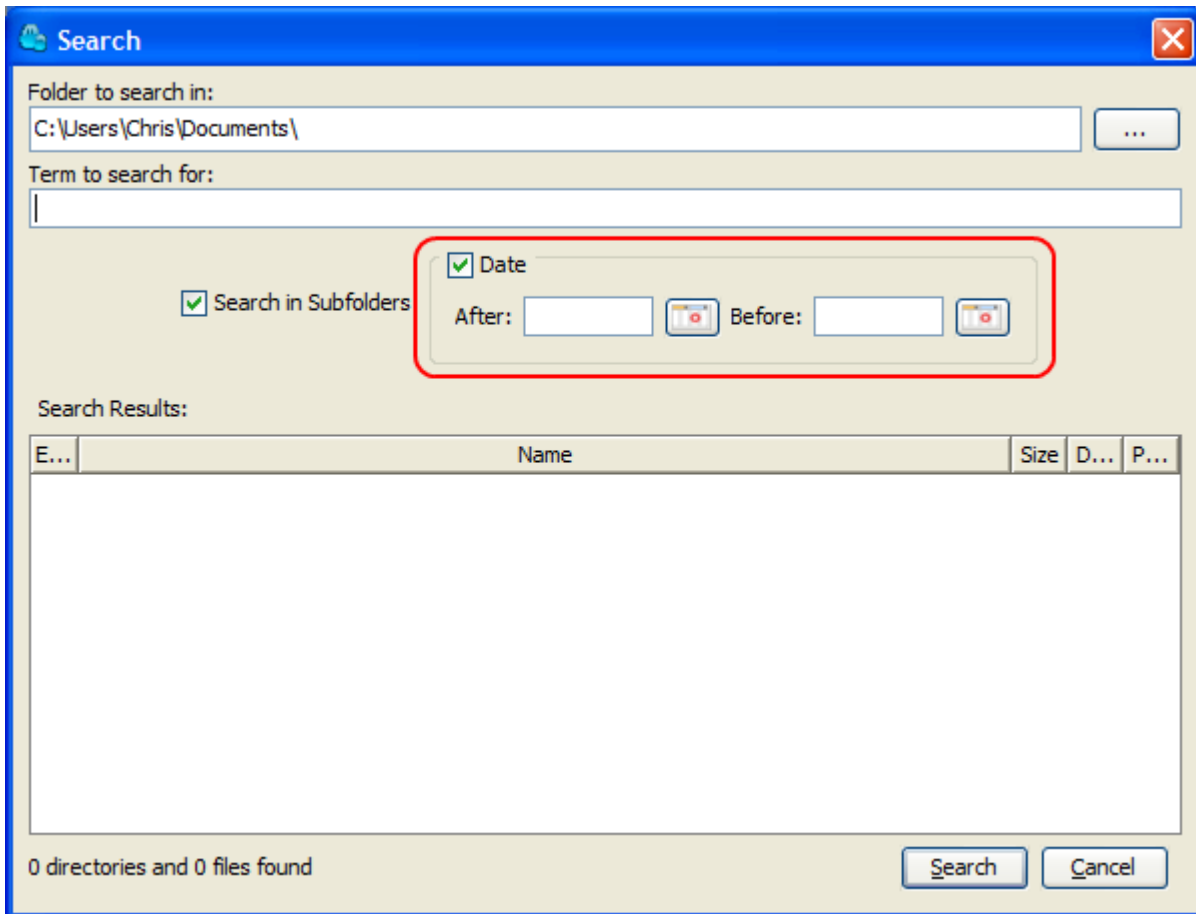 Search
Folder to search in:
C:\Users\Chris\Documents\
...
Term to search for:
Date
Search in Subfolders
After: Before:
Search Results:
E... Name Size D... P...
0 directories and 0 files found Search Cancel